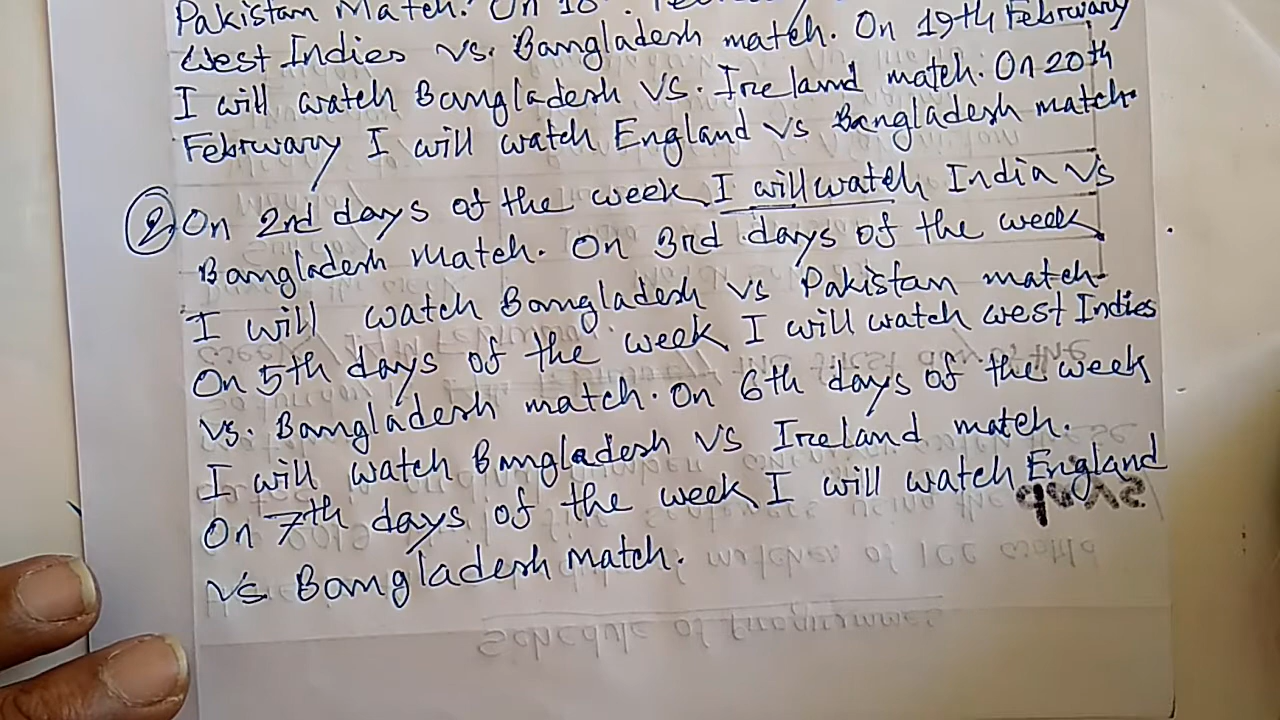 Pakistan Match. On 18
West Indies vs. Bangladesh match. On 19th February
I will watch Bangladesh VS. Ireland match. On 20th
February I will watch England vs Bangladesh match.
② On 2nd days of the week I will watch India Vs
Bangladesh Match. On 3rd days of the week
I will watch Bangladesh vs Pakistan match.
On 5th days of the week I will watch west Indies
vs. Bangladesh match. On 6th days of the week
I will watch Bangladesh vs Ireland match.
On 7th days of the week I will watch England
vs Bangladesh Match.